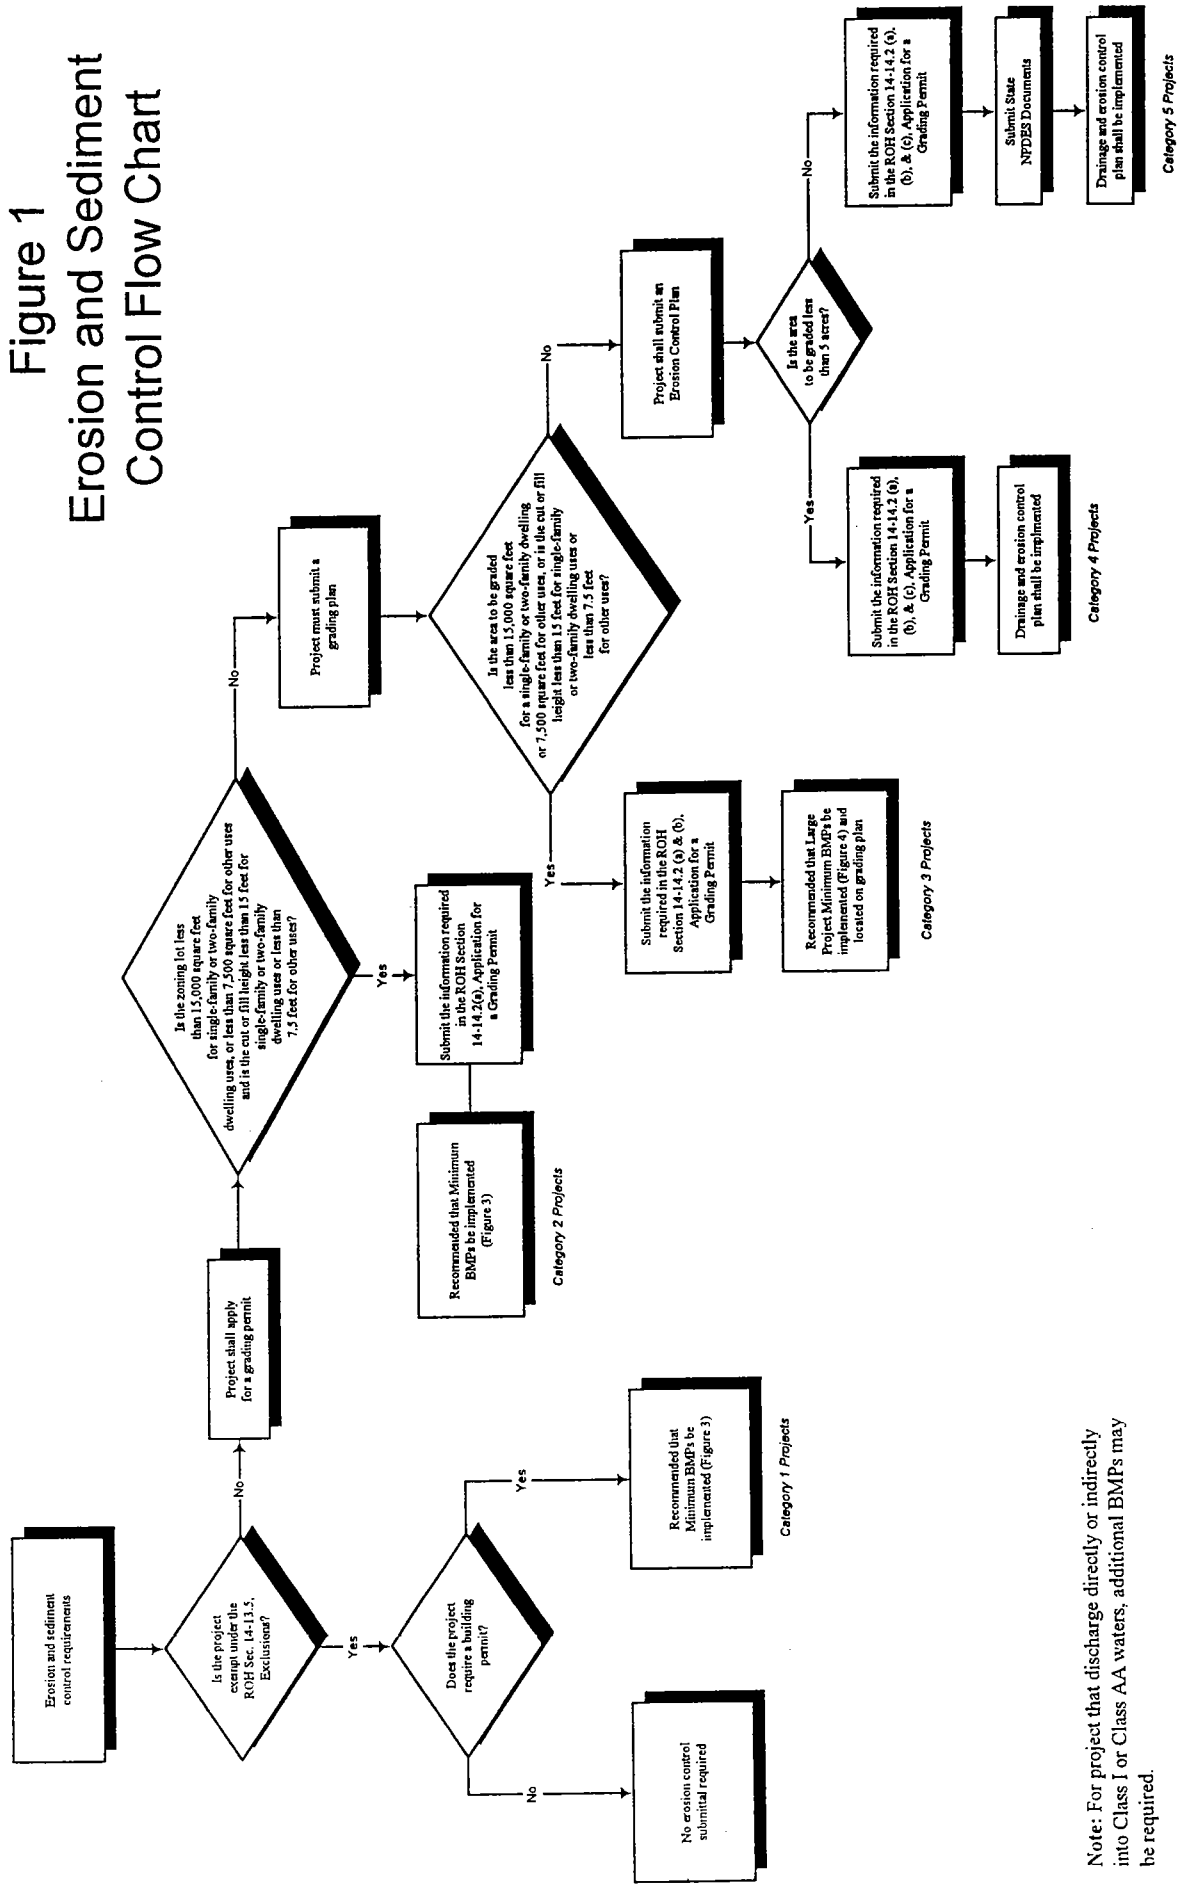 Figure 1
Erosion and Sediment
Control Flow Chart
Erosion and sediment
control requirements
Is the project
exempt under the
ROH Sec. 14-13.5,
Exclusions?
No
Yes
Does the project
require a building
permit?
No
Yes
No erosion control
submittal required
Recommended that
Minimum BMPs be
implemented (Figure 3)
Category 1 Projects
Project shall apply
for a grading permit
Is the zoning lot less
than 15,000 square feet
for single-family or two-family
dwelling uses, or less than 7,500 square feet for other uses
and is the cut or fill height less than 15 feet for
single-family or two-family
dwelling uses or less than
7.5 feet for other uses?
Yes
No
Submit the information required
in the ROH Section
14-14.2(a), Application for
a Grading Permit
Recommended that Minimum
BMPs be implemented
(Figure 3)
Category 2 Projects
Project must submit a
grading plan
Is the area to be graded
less than 15,000 square feet
for a single-family or two-family dwelling
or 7,500 square feet for other uses, or is the cut or fill
height less than 15 feet for single-family
or two-family dwelling uses or
less than 7.5 feet
for other uses?
Yes
No
Submit the information
required in the ROH
Section 14-14.2 (a) & (b),
Application for a
Grading Permit
Recommended that Large
Project Minimum BMPs be
implemented (Figure 4) and
located on grading plan
Category 3 Projects
Project shall submit an
Erosion Control Plan
Is the area
to be graded less
than 5 acres?
Yes
No
Submit the information required
in the ROH Section 14-14.2 (a),
(b), & (c), Application for a
Grading Permit
Drainage and erosion control
plan shall be implmented
Category 4 Projects
Submit the information required
in the ROH Section 14-14.2 (a),
(b), & (c), Application for a
Grading Permit
Submit State
NPDES Documents
Drainage and erosion control
plan shall be implemented
Category 5 Projects
Note: For project that discharge directly or indirectly
into Class I or Class AA waters, additional BMPs may
be required.